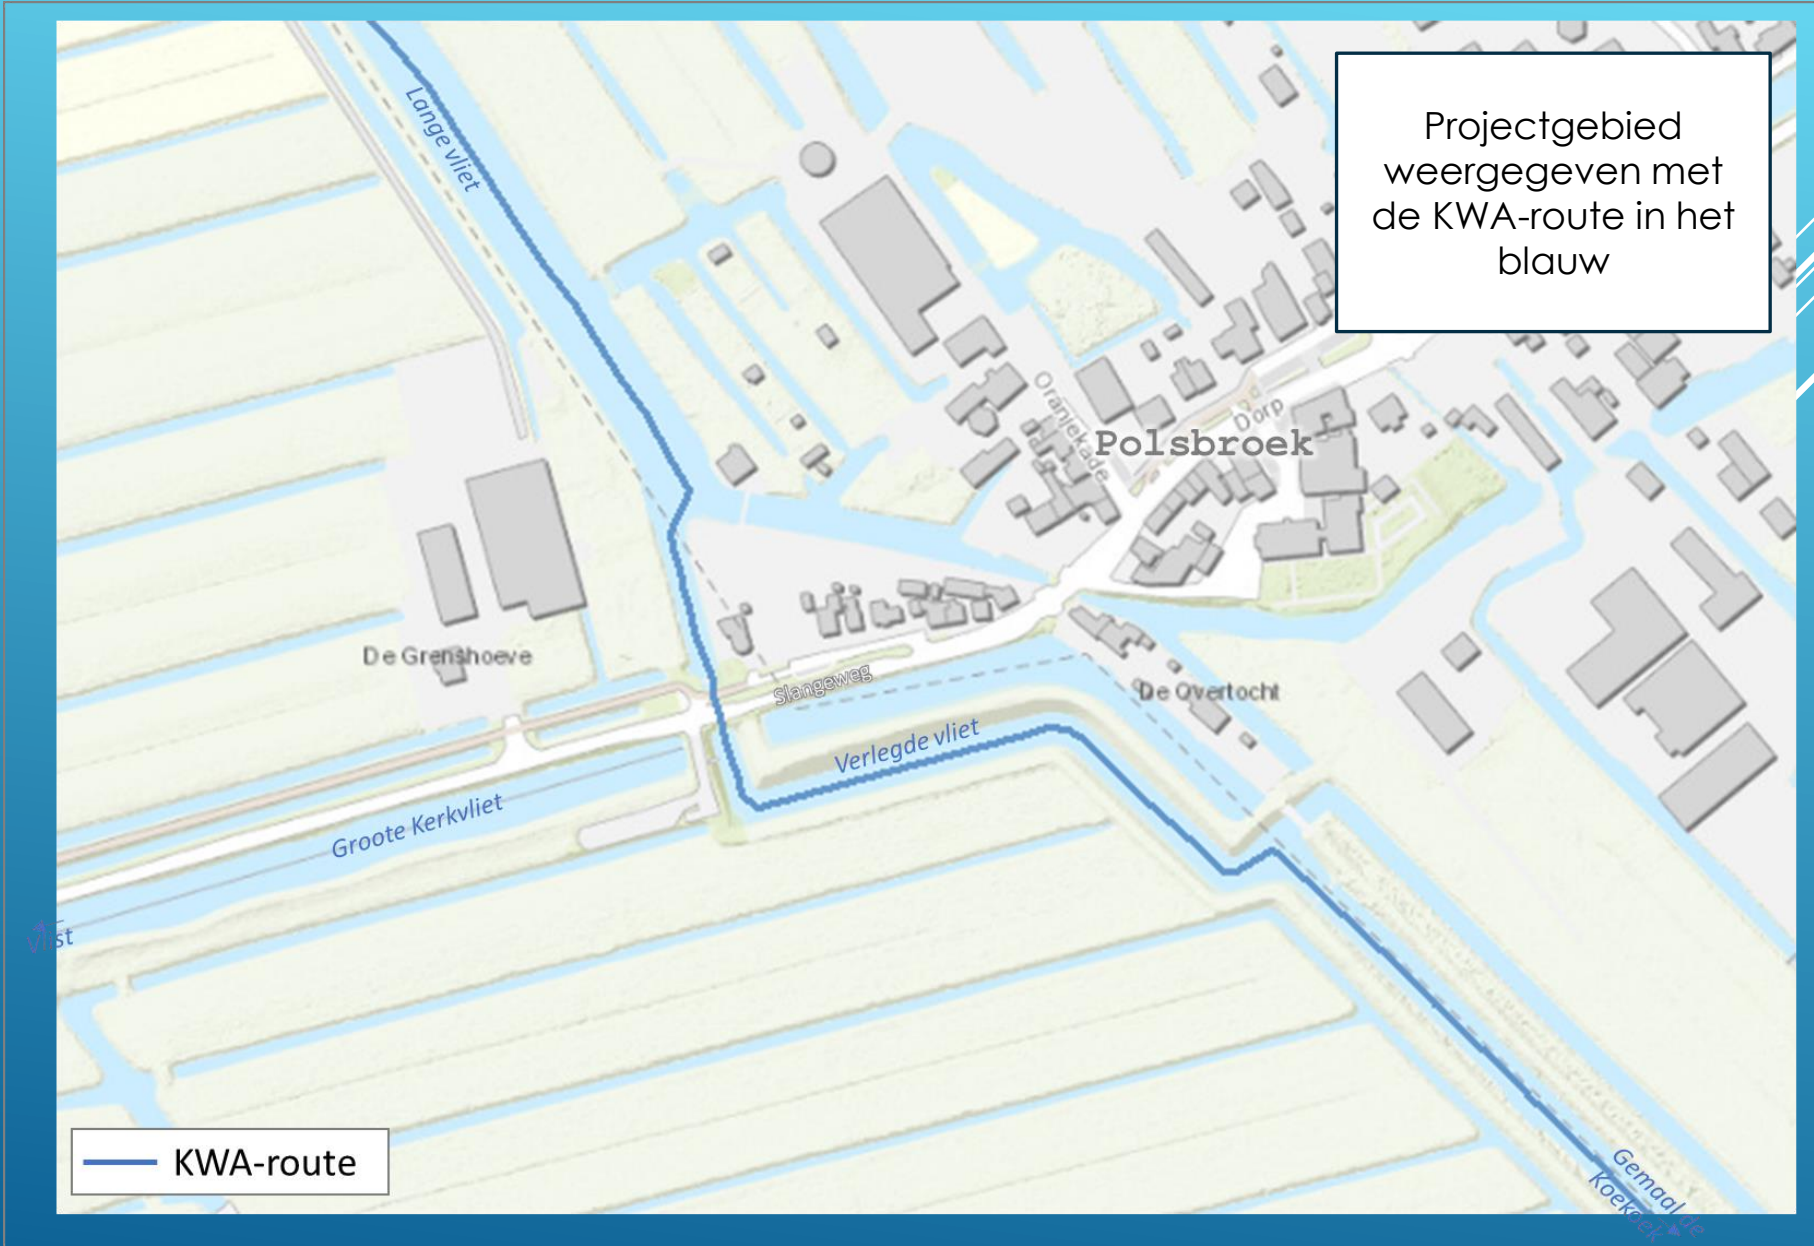 Projectgebied
weergegeven met
de KWA-route in het
blauw
Lange vliet
Oranjekade
Dorp
Polsbroek
De Grenshoeve
Slangeweg
De Overtocht
Verlegde vliet
Groote Kerkvliet
Vlist
KWA-route
Gemaal de
Koekoek